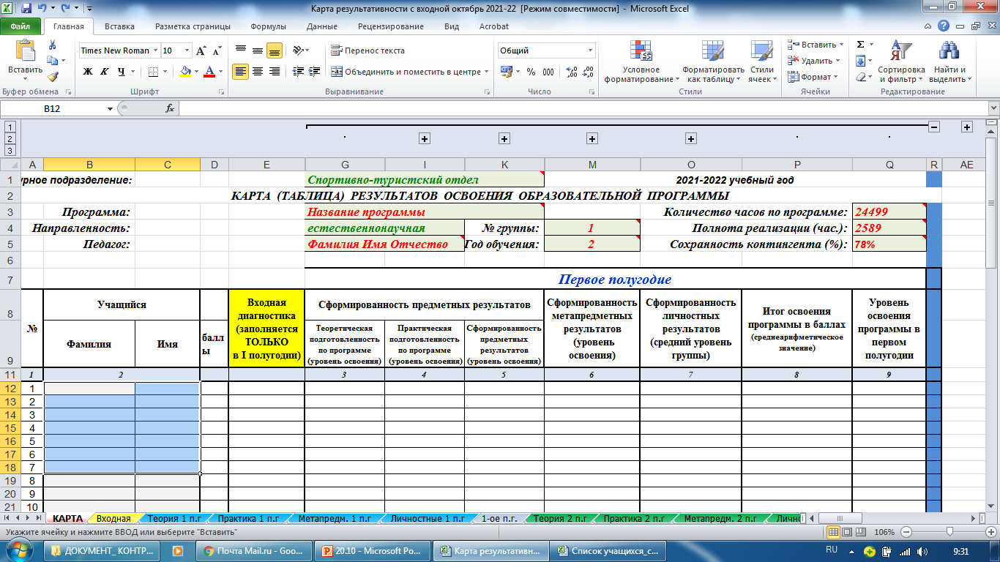 Карта результативности с входной октябрь 2021-22 [Режим совместимости] - Microsoft Excel
Файл Главная Вставка Разметка страницы Формулы Данные Рецензирование Вид Acrobat
Вставить
Буфер обмена
Times New Roman 10
Ж К Ч
Шрифт
Перенос текста
Объединить и поместить в центре
Выравнивание
Общий
% 000
Число
Условное форматирование
Форматировать как таблицу
Стили ячеек
Стили
Вставить
Удалить
Формат
Ячейки
Сортировка и фильтр
Найти и выделить
Редактирование
B12 fx
1
2
3
A B C D E G I K M O P Q R AE
1 урное подразделение: Спортивно-туристский отдел 2021-2022 учебный год
2 КАРТА (ТАБЛИЦА) РЕЗУЛЬТАТОВ ОСВОЕНИЯ ОБРАЗОВАТЕЛЬНОЙ ПРОГРАММЫ
3 Программа: Название программы Количество часов по программе: 24499
4 Направленность: естественнонаучная № группы: 1 Полнота реализации (час.): 2589
5 Педагог: Фамилия Имя Отчество Год обучения: 2 Сохранность контингента (%): 78%
6
7 Первое полугодие
8
9
№
Учащийся
Фамилия Имя
баллы
Входная диагностика (заполняется ТОЛЬКО в I полугодии)
Сформированность предметных результатов
Теоретическая подготовленность по программе (уровень освоения)
Практическая подготовленность по программе (уровень освоения)
Сформированность предметных результатов (уровень освоения)
Сформированность метапредметных результатов (уровень освоения)
Сформированность личностных результатов (средний уровень группы)
Итог освоения программы в баллах (среднеарифметическое значение)
Уровень освоения программы в первом полугодии
11 1 2 3 4 5 6 7 8 9
12 1
13 2
14 3
15 4
16 5
17 6
18 7
19 8
20 9
21 10
КАРТА Входная Теория 1 п.г Практика 1 п.г Метапредм. 1 п.г Личностные 1 п.г 1-ое п.г. Теория 2 п.г Практика 2 п.г Метапредм. 2 п.г Личн
Укажите ячейку и нажмите ВВОД или выберите "Вставить" 106%
ДОКУМЕНТ_ КОНТР... Почта Mail.ru - Goo... 20.10 - Microsoft Po... Карта результативн... Список учащихся_с... RU 9:31